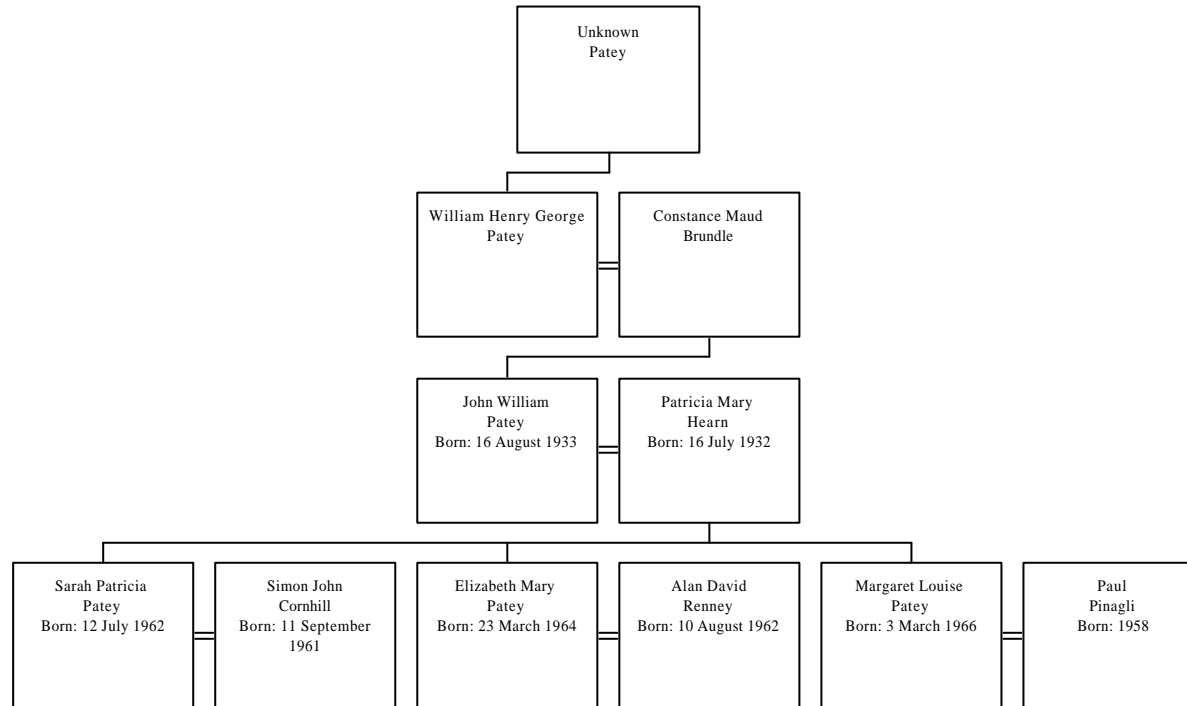 Unknown
Patey
William Henry George
Patey
Constance Maud
Brundle
John William
Patey
Born: 16 August 1933
Patricia Mary
Hearn
Born: 16 July 1932
Sarah Patricia
Patey
Born: 12 July 1962
Simon John
Cornhill
Born: 11 September
1961
Elizabeth Mary
Patey
Born: 23 March 1964
Alan David
Renney
Born: 10 August 1962
Margaret Louise
Patey
Born: 3 March 1966
Paul
Pinagli
Born: 1958